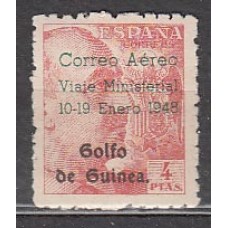 ESPAÑA
CORREOS
Correo Aéreo
Viaje Ministerial
10-19 Enero 1948
Golfo
de Guinea.
4
PTAS.